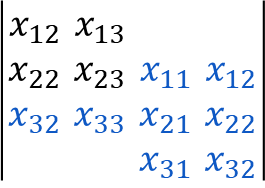 x₁₂ x₁₃
x₂₂ x₂₃ x₁₁ x₁₂
x₃₂ x₃₃ x₂₁ x₂₂
x₃₁ x₃₂